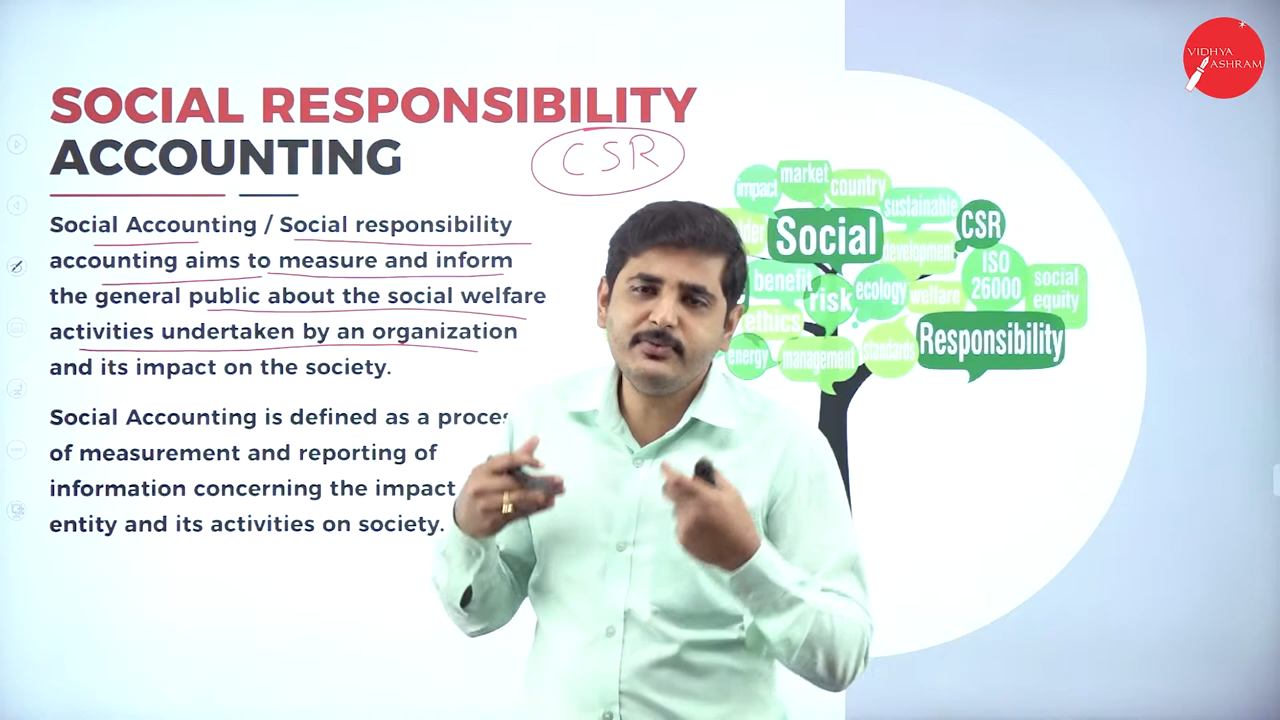 VIDHYA
ASHRAM
SOCIAL RESPONSIBILITY
ACCOUNTING
CSR
Social Accounting / Social responsibility
accounting aims to measure and inform
the general public about the social welfare
activities undertaken by an organization
and its impact on the society.
Social Accounting is defined as a
of measurement and reporting of
information concerning the impact
entity and its activities on society.
impact
market
country
sustainable
CSR
Social
development
ISO
26000
social
equity
benefit
risk
ecology
welfare
ethics
Responsibility
energy
management
standards